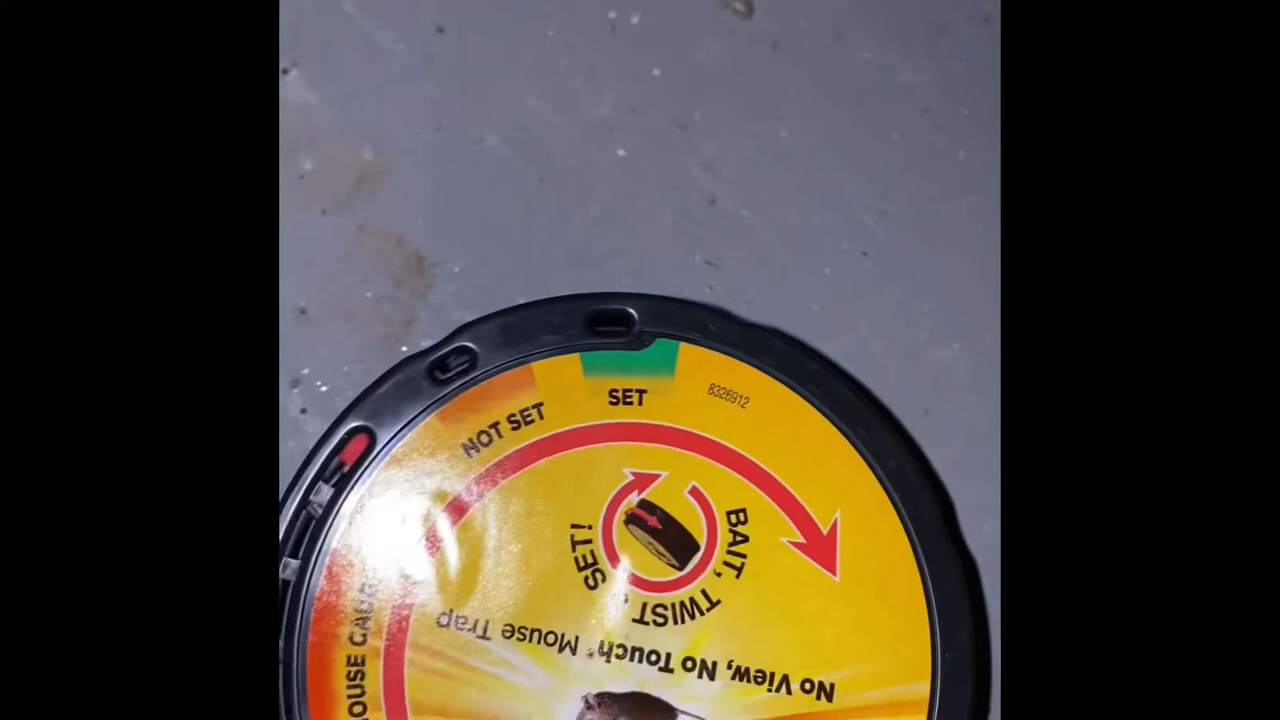 SET
8326912
NOT SET
BAIT, TWIST, SET!
No View, No Touch® Mouse Trap